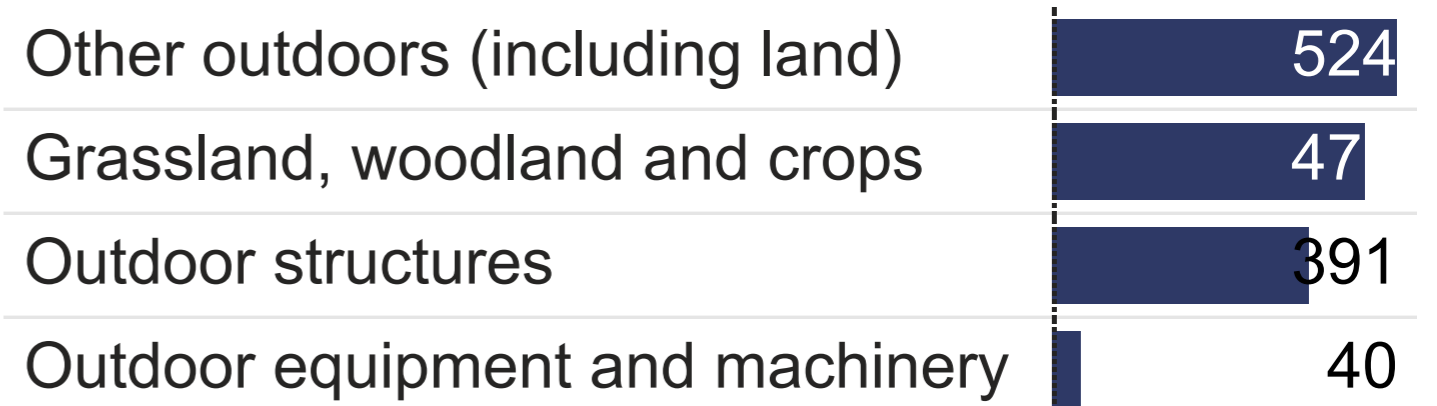 Other outdoors (including land) 524
Grassland, woodland and crops 47
Outdoor structures 391
Outdoor equipment and machinery 40